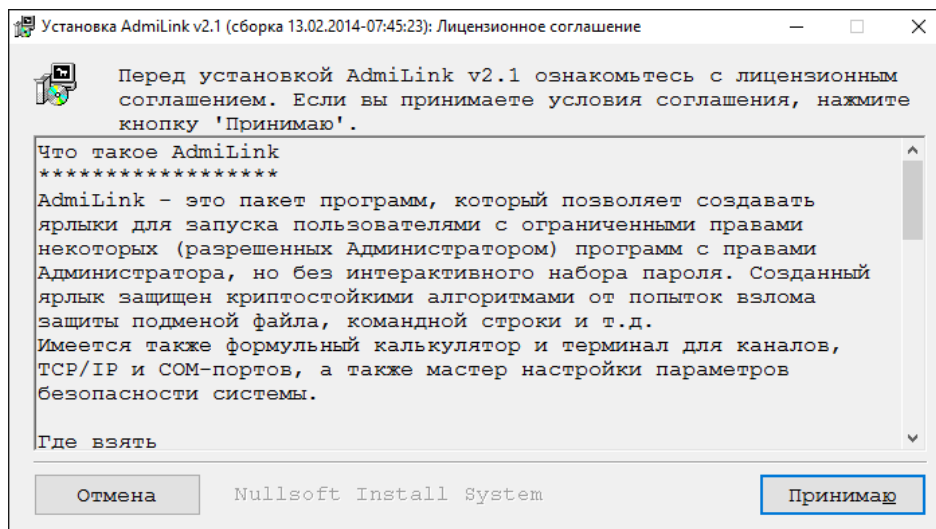 Установка AdmiLink v2.1 (сборка 13.02.2014-07:45:23): Лицензионное соглашение
Перед установкой AdmiLink v2.1 ознакомьтесь с лицензионным
соглашением. Если вы принимаете условия соглашения, нажмите
кнопку 'Принимаю'.
Что такое AdmiLink
******************
AdmiLink - это пакет программ, который позволяет создавать
ярлыки для запуска пользователями с ограниченными правами
некоторых (разрешенных Администратором) программ с правами
Администратора, но без интерактивного набора пароля. Созданный
ярлык защищен криптостойкими алгоритмами от попыток взлома
защиты подменой файла, командной строки и т.д.
Имеется также формульный калькулятор и терминал для каналов,
TCP/IP и COM-портов, а также мастер настройки параметров
безопасности системы.
Где взять
Отмена
Nullsoft Install System
Принимаю